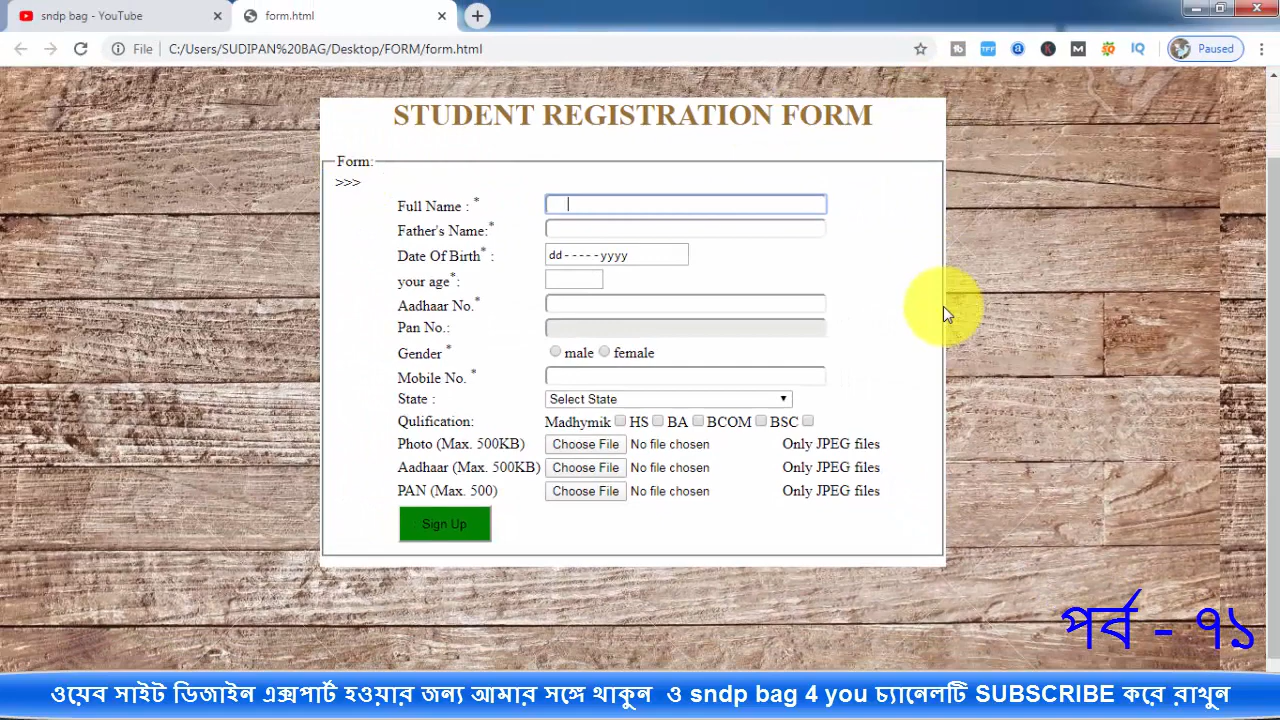 sndp bag - YouTube
form.html
File
C:/Users/SUDIPAN%20BAG/Desktop/FORM/form.html
TFF
a
K
M
IQ
Paused
STUDENT REGISTRATION FORM
Form:
>>>
Full Name : *
Father's Name:*
Date Of Birth* : dd-----yyyy
your age*:
Aadhaar No.*
Pan No.:
Gender * male female
Mobile No. *
State : Select State
Qulification: Madhymik HS BA BCOM BSC
Photo (Max. 500KB) Choose File No file chosen Only JPEG files
Aadhaar (Max. 500KB) Choose File No file chosen Only JPEG files
PAN (Max. 500) Choose File No file chosen Only JPEG files
Sign Up
পর্ব - ৭১
ওয়েব সাইট ডিজাইন এক্সপার্ট হওয়ার জন্য আমার সঙ্গে থাকুন ও sndp bag 4 you চ্যানেলটি SUBSCRIBE করে রাখুন